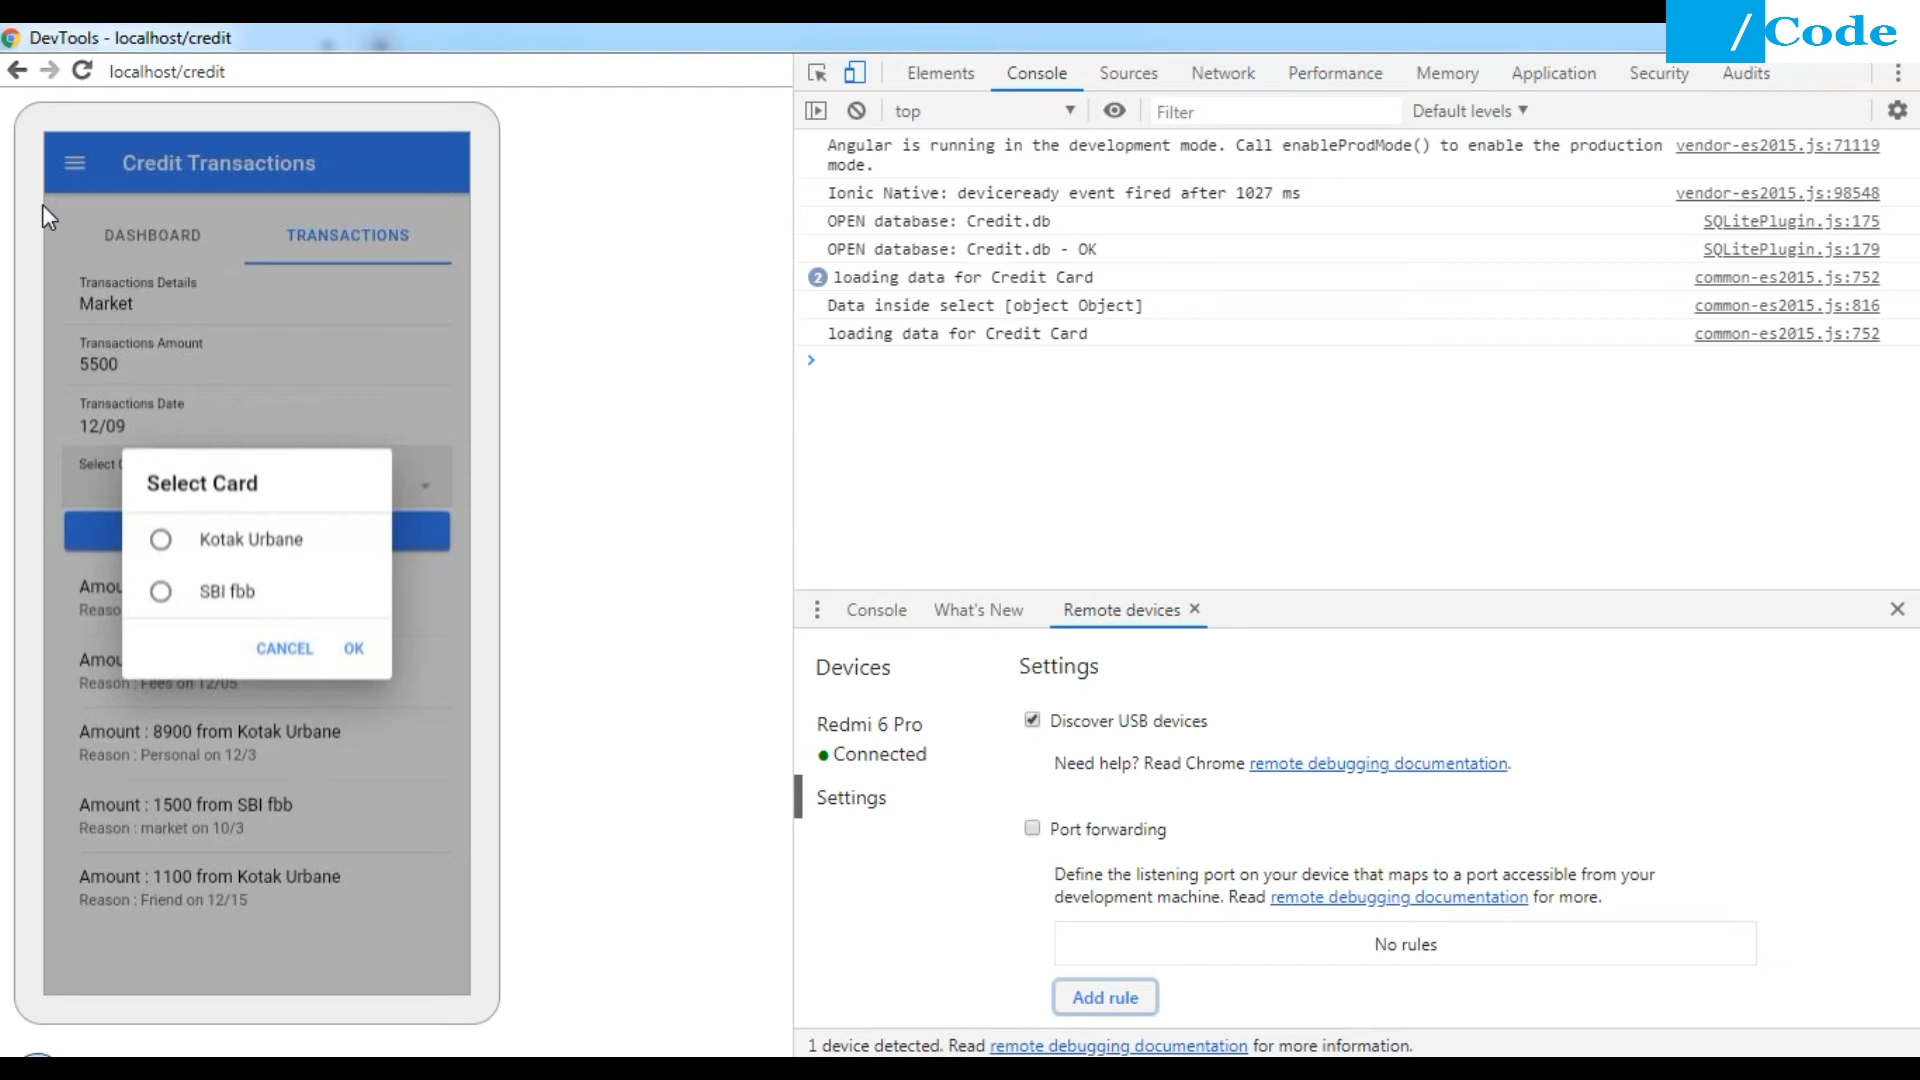 /Code
DevTools - localhost/credit
localhost/credit
Credit Transactions
DASHBOARD TRANSACTIONS
Transactions Details
Market
Transactions Amount
5500
Transactions Date
12/09
Select
Select Card
Kotak Urbane
SBI fbb
CANCEL OK
Amou
Reaso
Amou
Reason : Fees on 12/05
Amount : 8900 from Kotak Urbane
Reason : Personal on 12/3
Amount : 1500 from SBI fbb
Reason : market on 10/3
Amount : 1100 from Kotak Urbane
Reason : Friend on 12/15
Elements Console Sources Network Performance Memory Application Security Audits
top Filter Default levels
Angular is running in the development mode. Call enableProdMode() to enable the production vendor-es2015.js:71119
mode.
Ionic Native: deviceready event fired after 1027 ms vendor-es2015.js:98548
OPEN database: Credit.db SQLitePlugin.js:175
OPEN database: Credit.db - OK SQLitePlugin.js:179
2 loading data for Credit Card common-es2015.js:752
Data inside select [object Object] common-es2015.js:816
loading data for Credit Card common-es2015.js:752
Console What's New Remote devices
Devices
Redmi 6 Pro
Connected
Settings
Settings
Discover USB devices
Need help? Read Chrome remote debugging documentation.
Port forwarding
Define the listening port on your device that maps to a port accessible from your
development machine. Read remote debugging documentation for more.
No rules
Add rule
1 device detected. Read remote debugging documentation for more information.